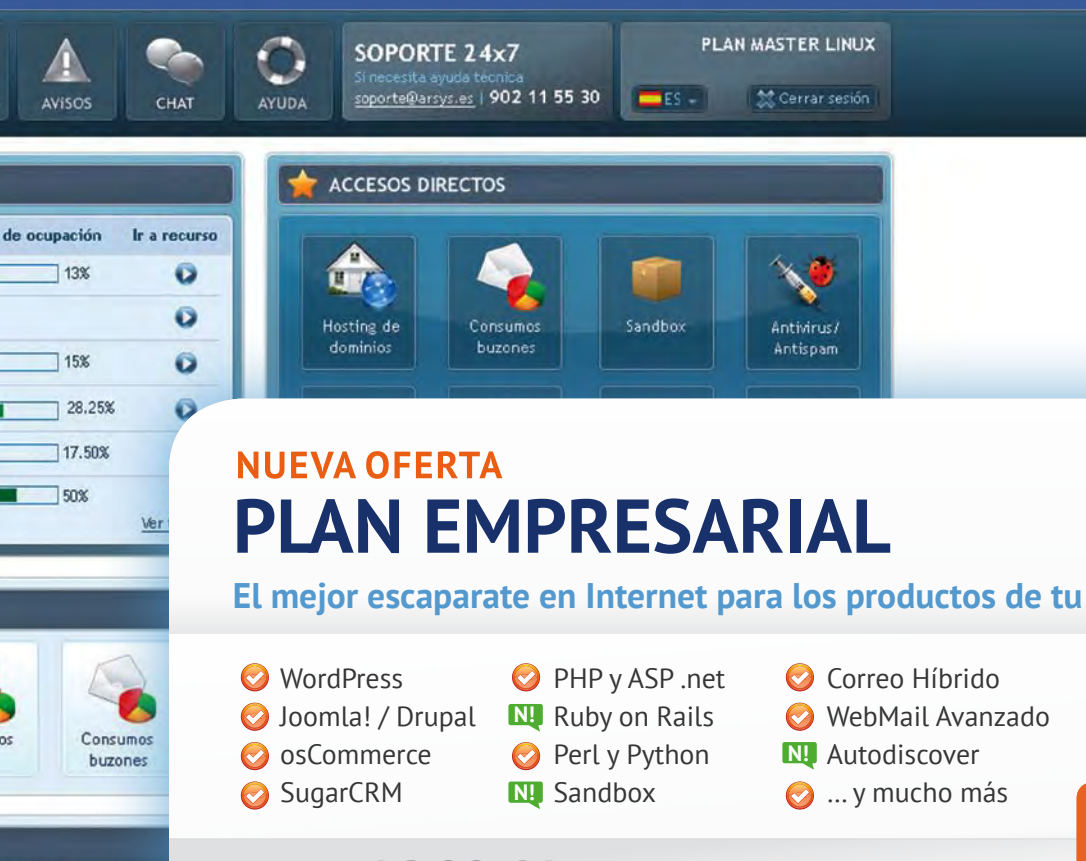 AVISOS
CHAT
AYUDA
SOPORTE 24x7
Si necesita ayuda técnica
soporte@arsys.es | 902 11 55 30
PLAN MASTER LINUX
ES
Cerrar sesión
de ocupación Ir a recurso
13%
15%
28.25%
17.50%
50%
Ver
ACCESOS DIRECTOS
Hosting de
dominios
Consumos
buzones
Sandbox
Antivirus/
Antispam
os
Consumos
buzones
NUEVA OFERTA
PLAN EMPRESARIAL
El mejor escaparate en Internet para los productos de tu
WordPress
Joomla! / Drupal
osCommerce
SugarCRM
PHP y ASP .net
N! Ruby on Rails
Perl y Python
N! Sandbox
Correo Híbrido
WebMail Avanzado
N! Autodiscover
... y mucho más